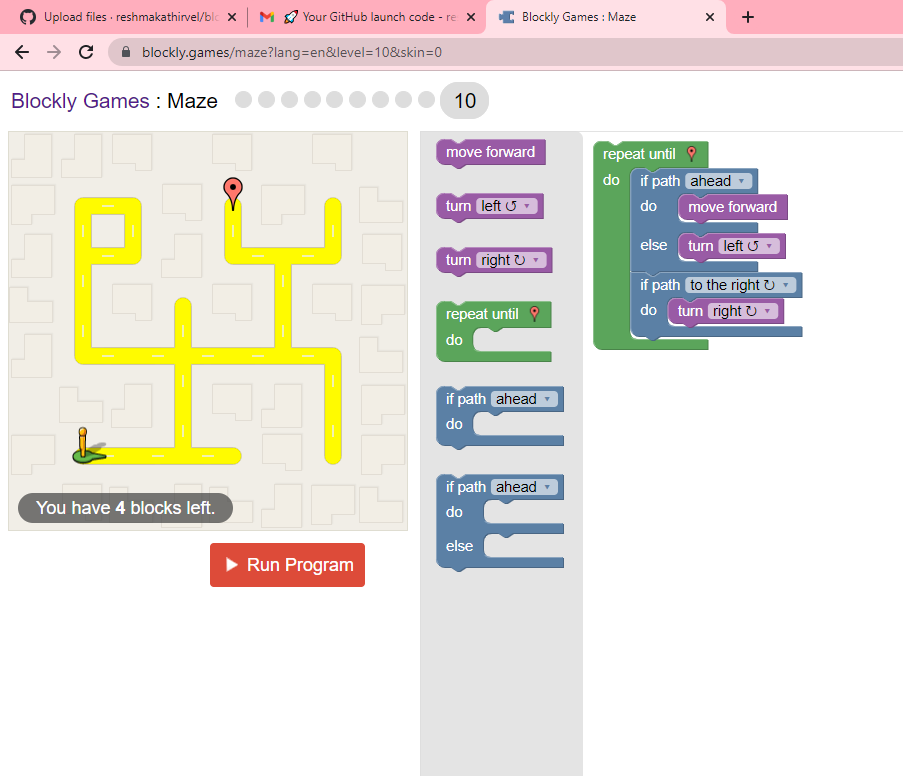 Upload files · reshmakathirvel/blo
Your GitHub launch code - re
Blockly Games : Maze
blockly.games/maze?lang=en&level=10&skin=0
Blockly Games : Maze
10
You have 4 blocks left.
Run Program
move forward
turn left ↺
turn right ↻
repeat until
do
if path ahead
do
if path ahead
do
else
repeat until
do
if path ahead
do
move forward
else
turn left ↺
if path to the right ↻
do
turn right ↻